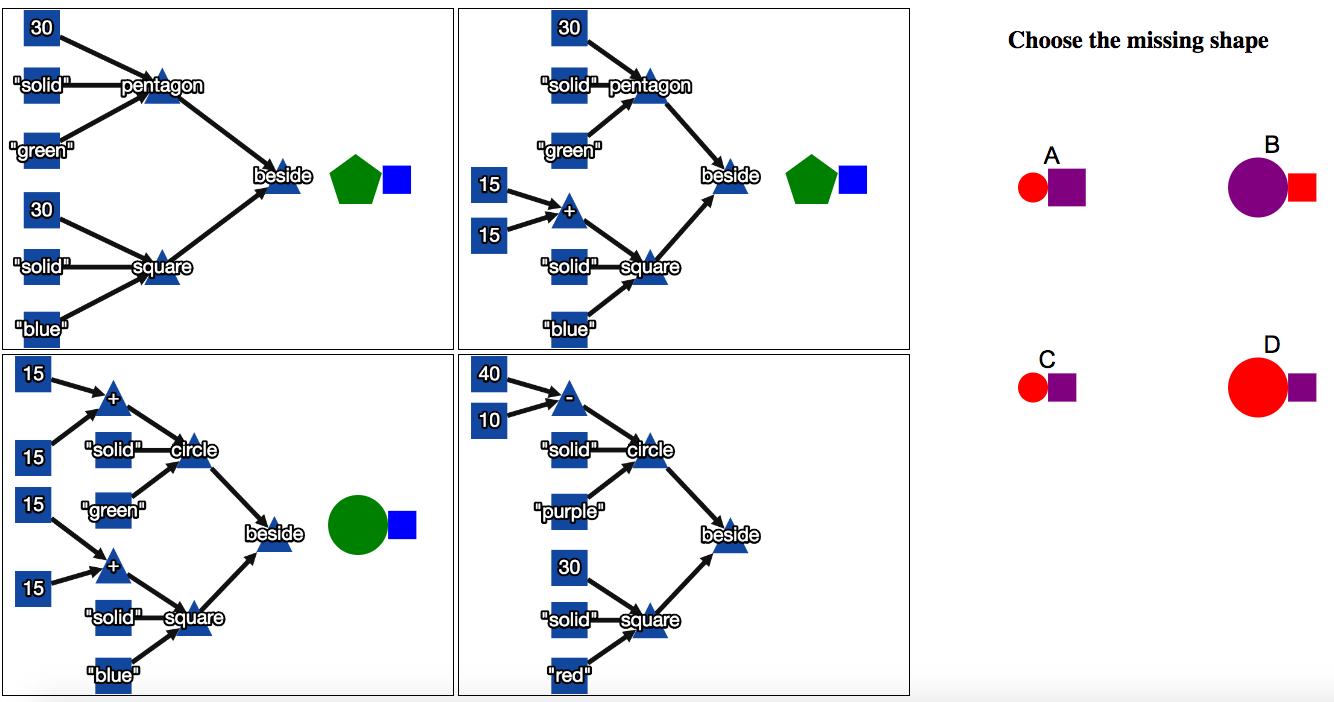 Choose the missing shape
30
"solid"
pentagon
"green"
beside
30
"solid"
square
"blue"
30
"solid"
pentagon
"green"
15
+
beside
15
"solid"
square
"blue"
15
+
"solid"
circle
15
15
"green"
beside
+
15
"solid"
square
"blue"
40
-
10
"solid"
circle
"purple"
beside
30
"solid"
square
"red"
A
B
C
D